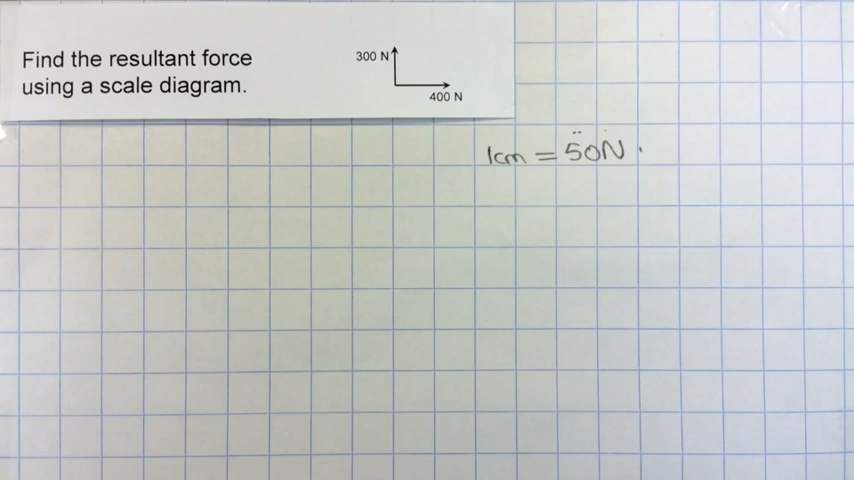 Find the resultant force
using a scale diagram.
300 N
400 N
1cm = 50N.